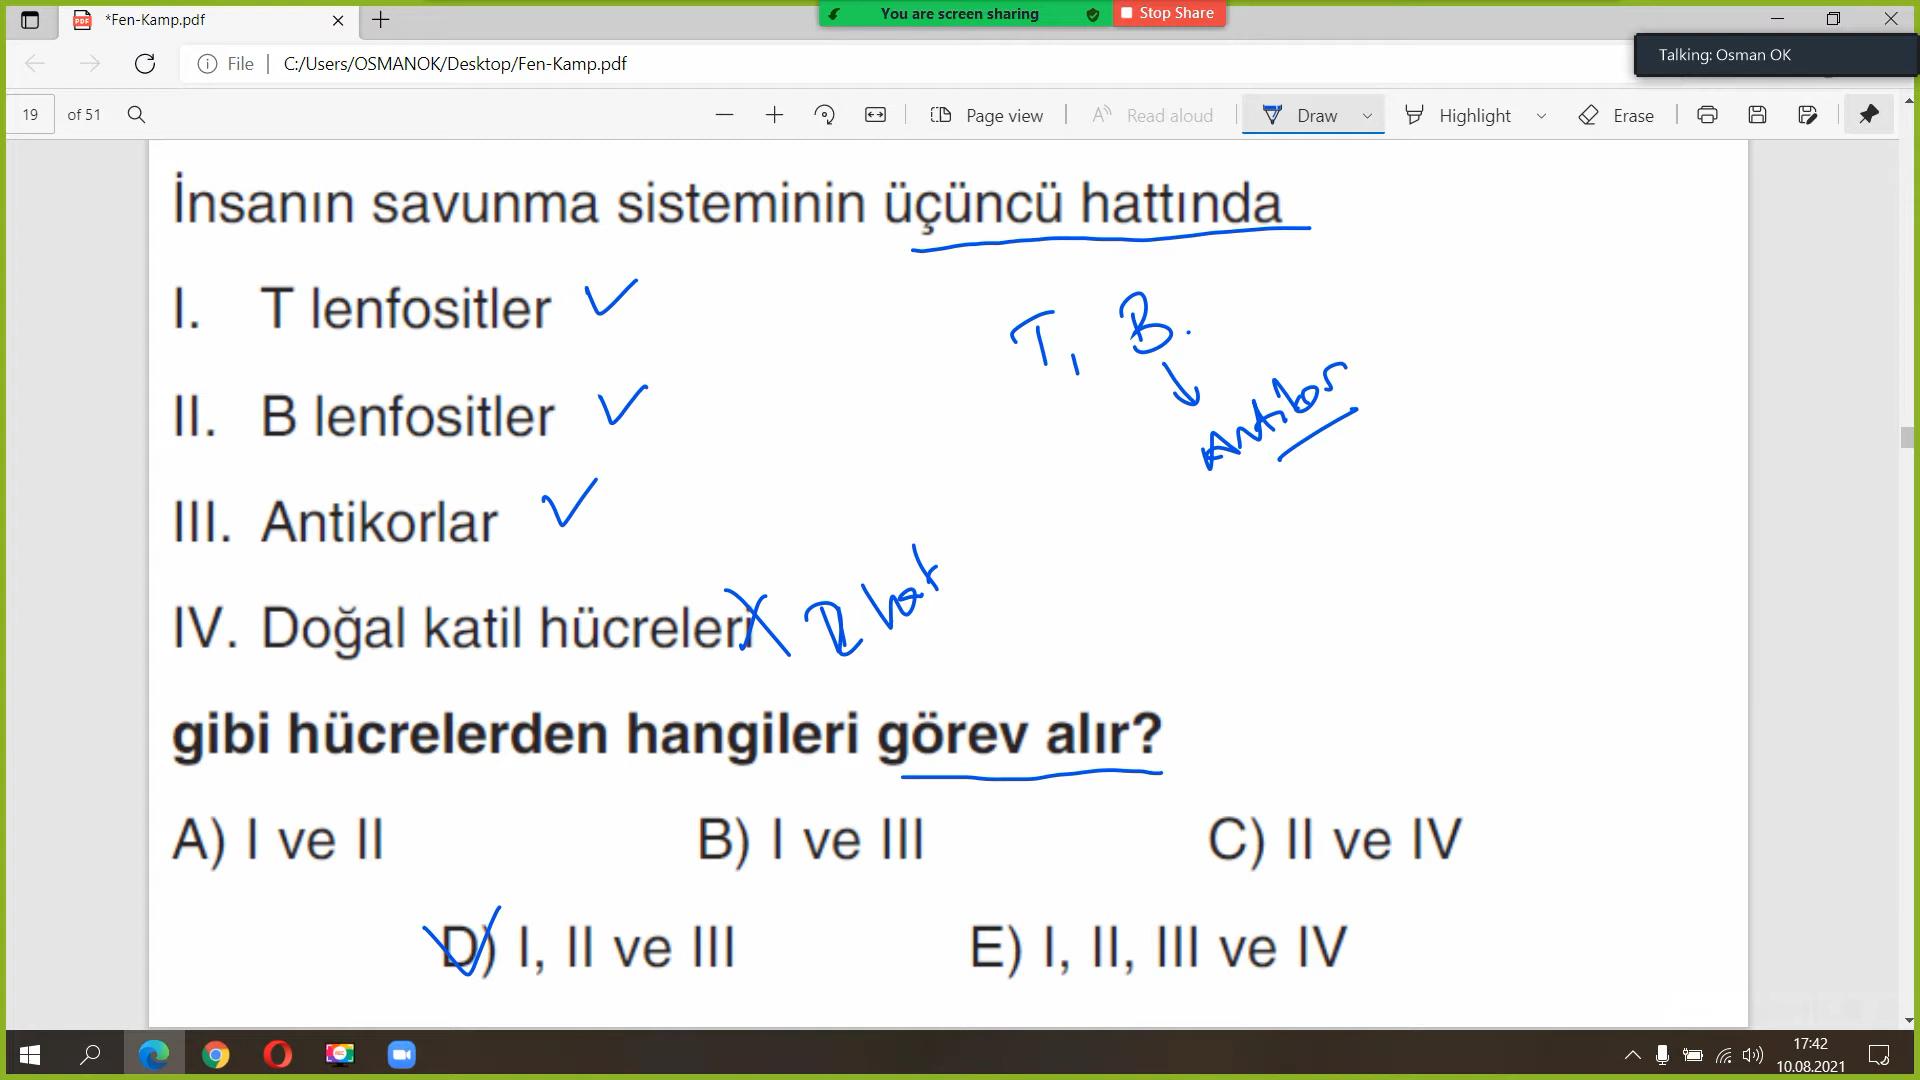 *Fen-Kamp.pdf
You are screen sharing
Stop Share
Talking: Osman OK
File
C:/Users/OSMANOK/Desktop/Fen-Kamp.pdf
19 of 51
Page view
Read aloud
Draw
Highlight
Erase
İnsanın savunma sisteminin üçüncü hattında
I. T lenfositler
T, B.
II. B lenfositler
Antikor
III. Antikorlar
IV. Doğal katil hücreleri
hat
gibi hücrelerden hangileri görev alır?
A) I ve II
B) I ve III
C) II ve IV
D) I, II ve III
E) I, II, III ve IV
17:42
10.08.2021